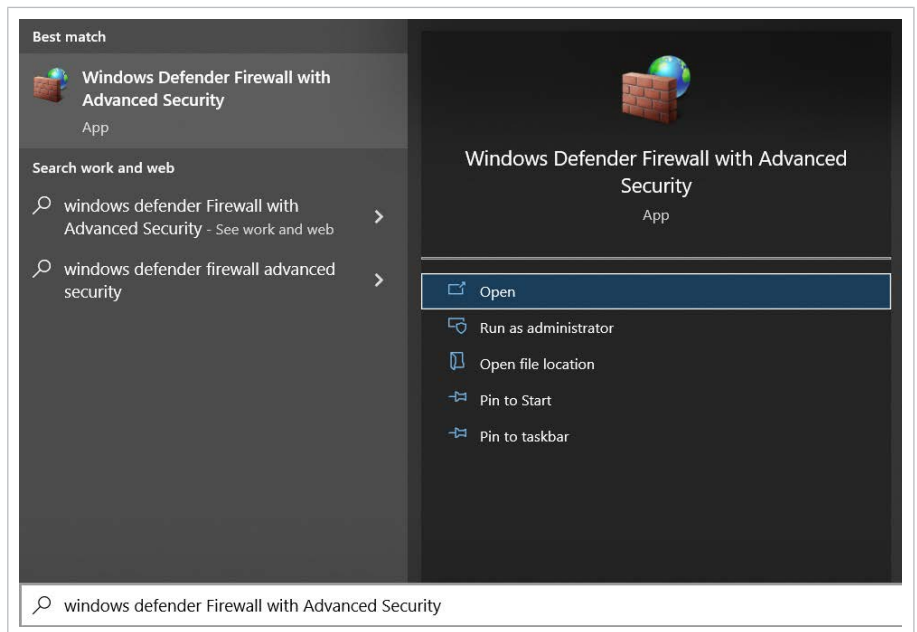 Best match
Windows Defender Firewall with
Advanced Security
App
Search work and web
windows defender Firewall with
Advanced Security - See work and web
windows defender firewall advanced
security
Windows Defender Firewall with Advanced
Security
App
Open
Run as administrator
Open file location
Pin to Start
Pin to taskbar
windows defender Firewall with Advanced Security